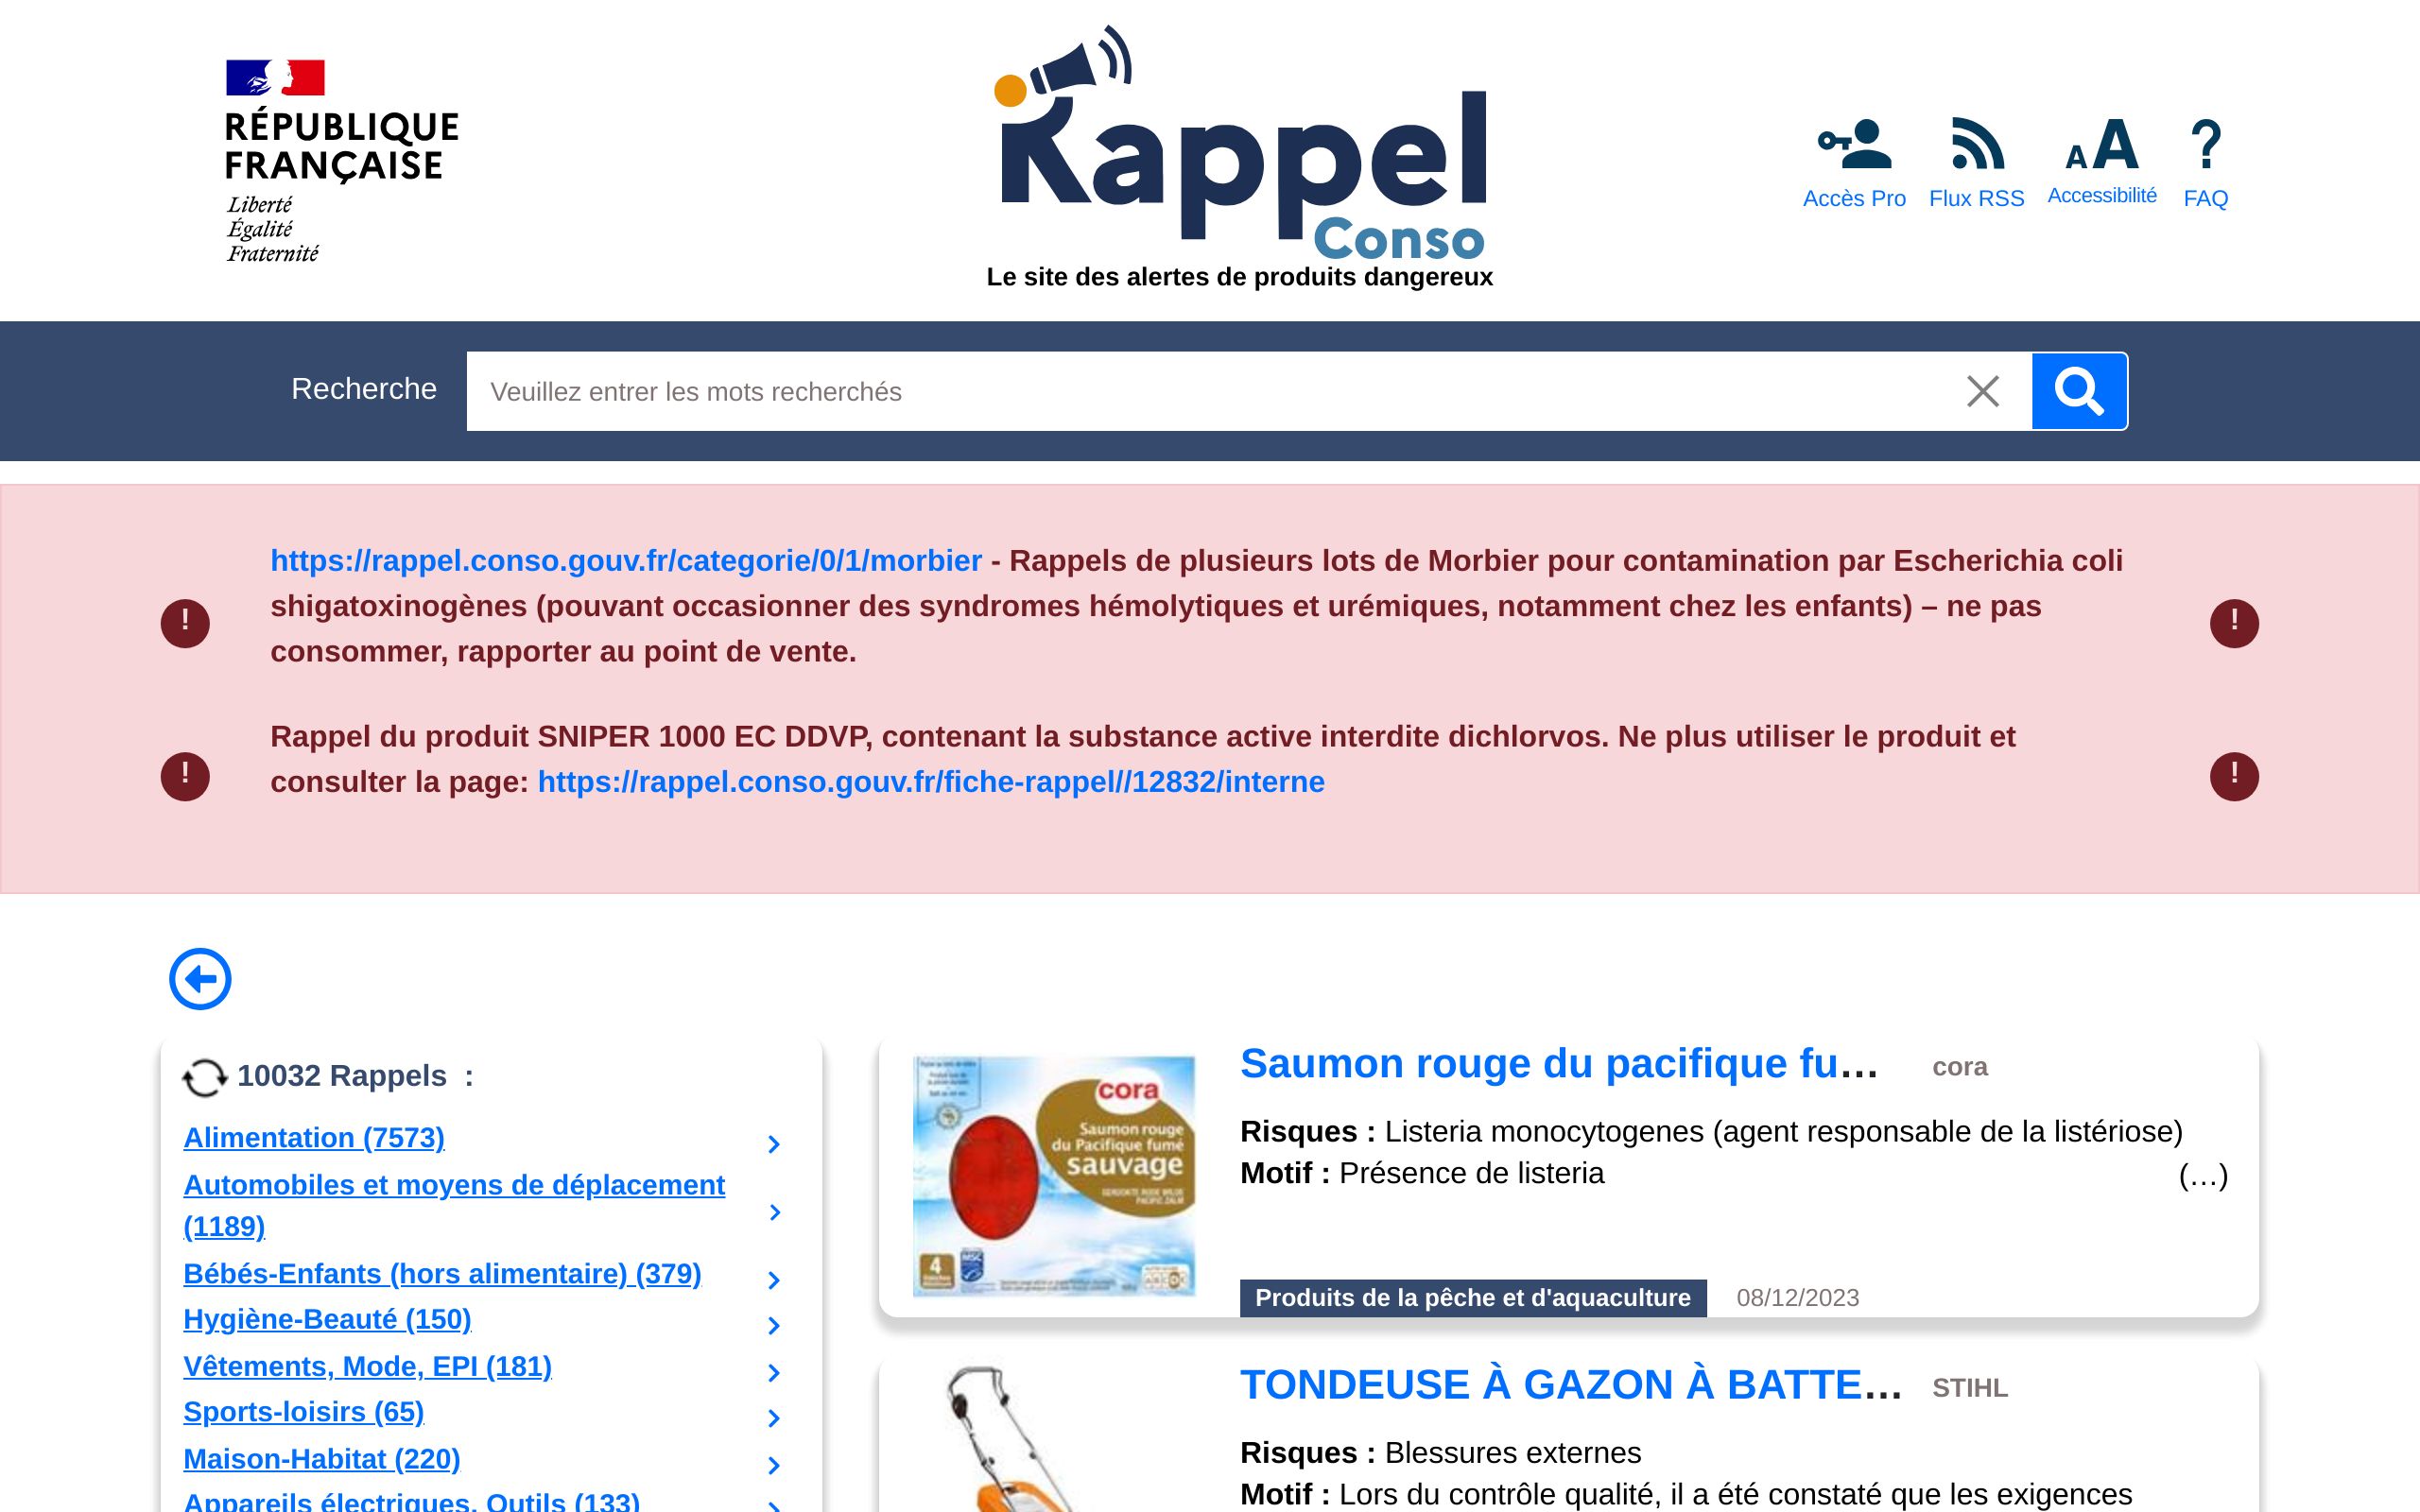 RÉPUBLIQUE
FRANÇAISE
Liberté
Égalité
Fraternité
Rappel
Conso
Le site des alertes de produits dangereux
Accès Pro
Flux RSS
Accessibilité
FAQ
Recherche
Veuillez entrer les mots recherchés
https://rappel.conso.gouv.fr/categorie/0/1/morbier - Rappels de plusieurs lots de Morbier pour contamination par Escherichia coli
shigatoxinogènes (pouvant occasionner des syndromes hémolytiques et urémiques, notamment chez les enfants) – ne pas
consommer, rapporter au point de vente.
Rappel du produit SNIPER 1000 EC DDVP, contenant la substance active interdite dichlorvos. Ne plus utiliser le produit et
consulter la page: https://rappel.conso.gouv.fr/fiche-rappel//12832/interne
10032 Rappels :
Alimentation (7573)
Automobiles et moyens de déplacement
(1189)
Bébés-Enfants (hors alimentaire) (379)
Hygiène-Beauté (150)
Vêtements, Mode, EPI (181)
Sports-loisirs (65)
Maison-Habitat (220)
Appareils électriques, Outils (133)
cora
Saumon rouge
du Pacifique fumé
sauvage
4
MSC
Saumon rouge du pacifique fu... cora
Risques : Listeria monocytogenes (agent responsable de la listériose)
Motif : Présence de listeria (...)
Produits de la pêche et d'aquaculture 08/12/2023
TONDEUSE À GAZON À BATTE... STIHL
Risques : Blessures externes
Motif : Lors du contrôle qualité, il a été constaté que les exigences